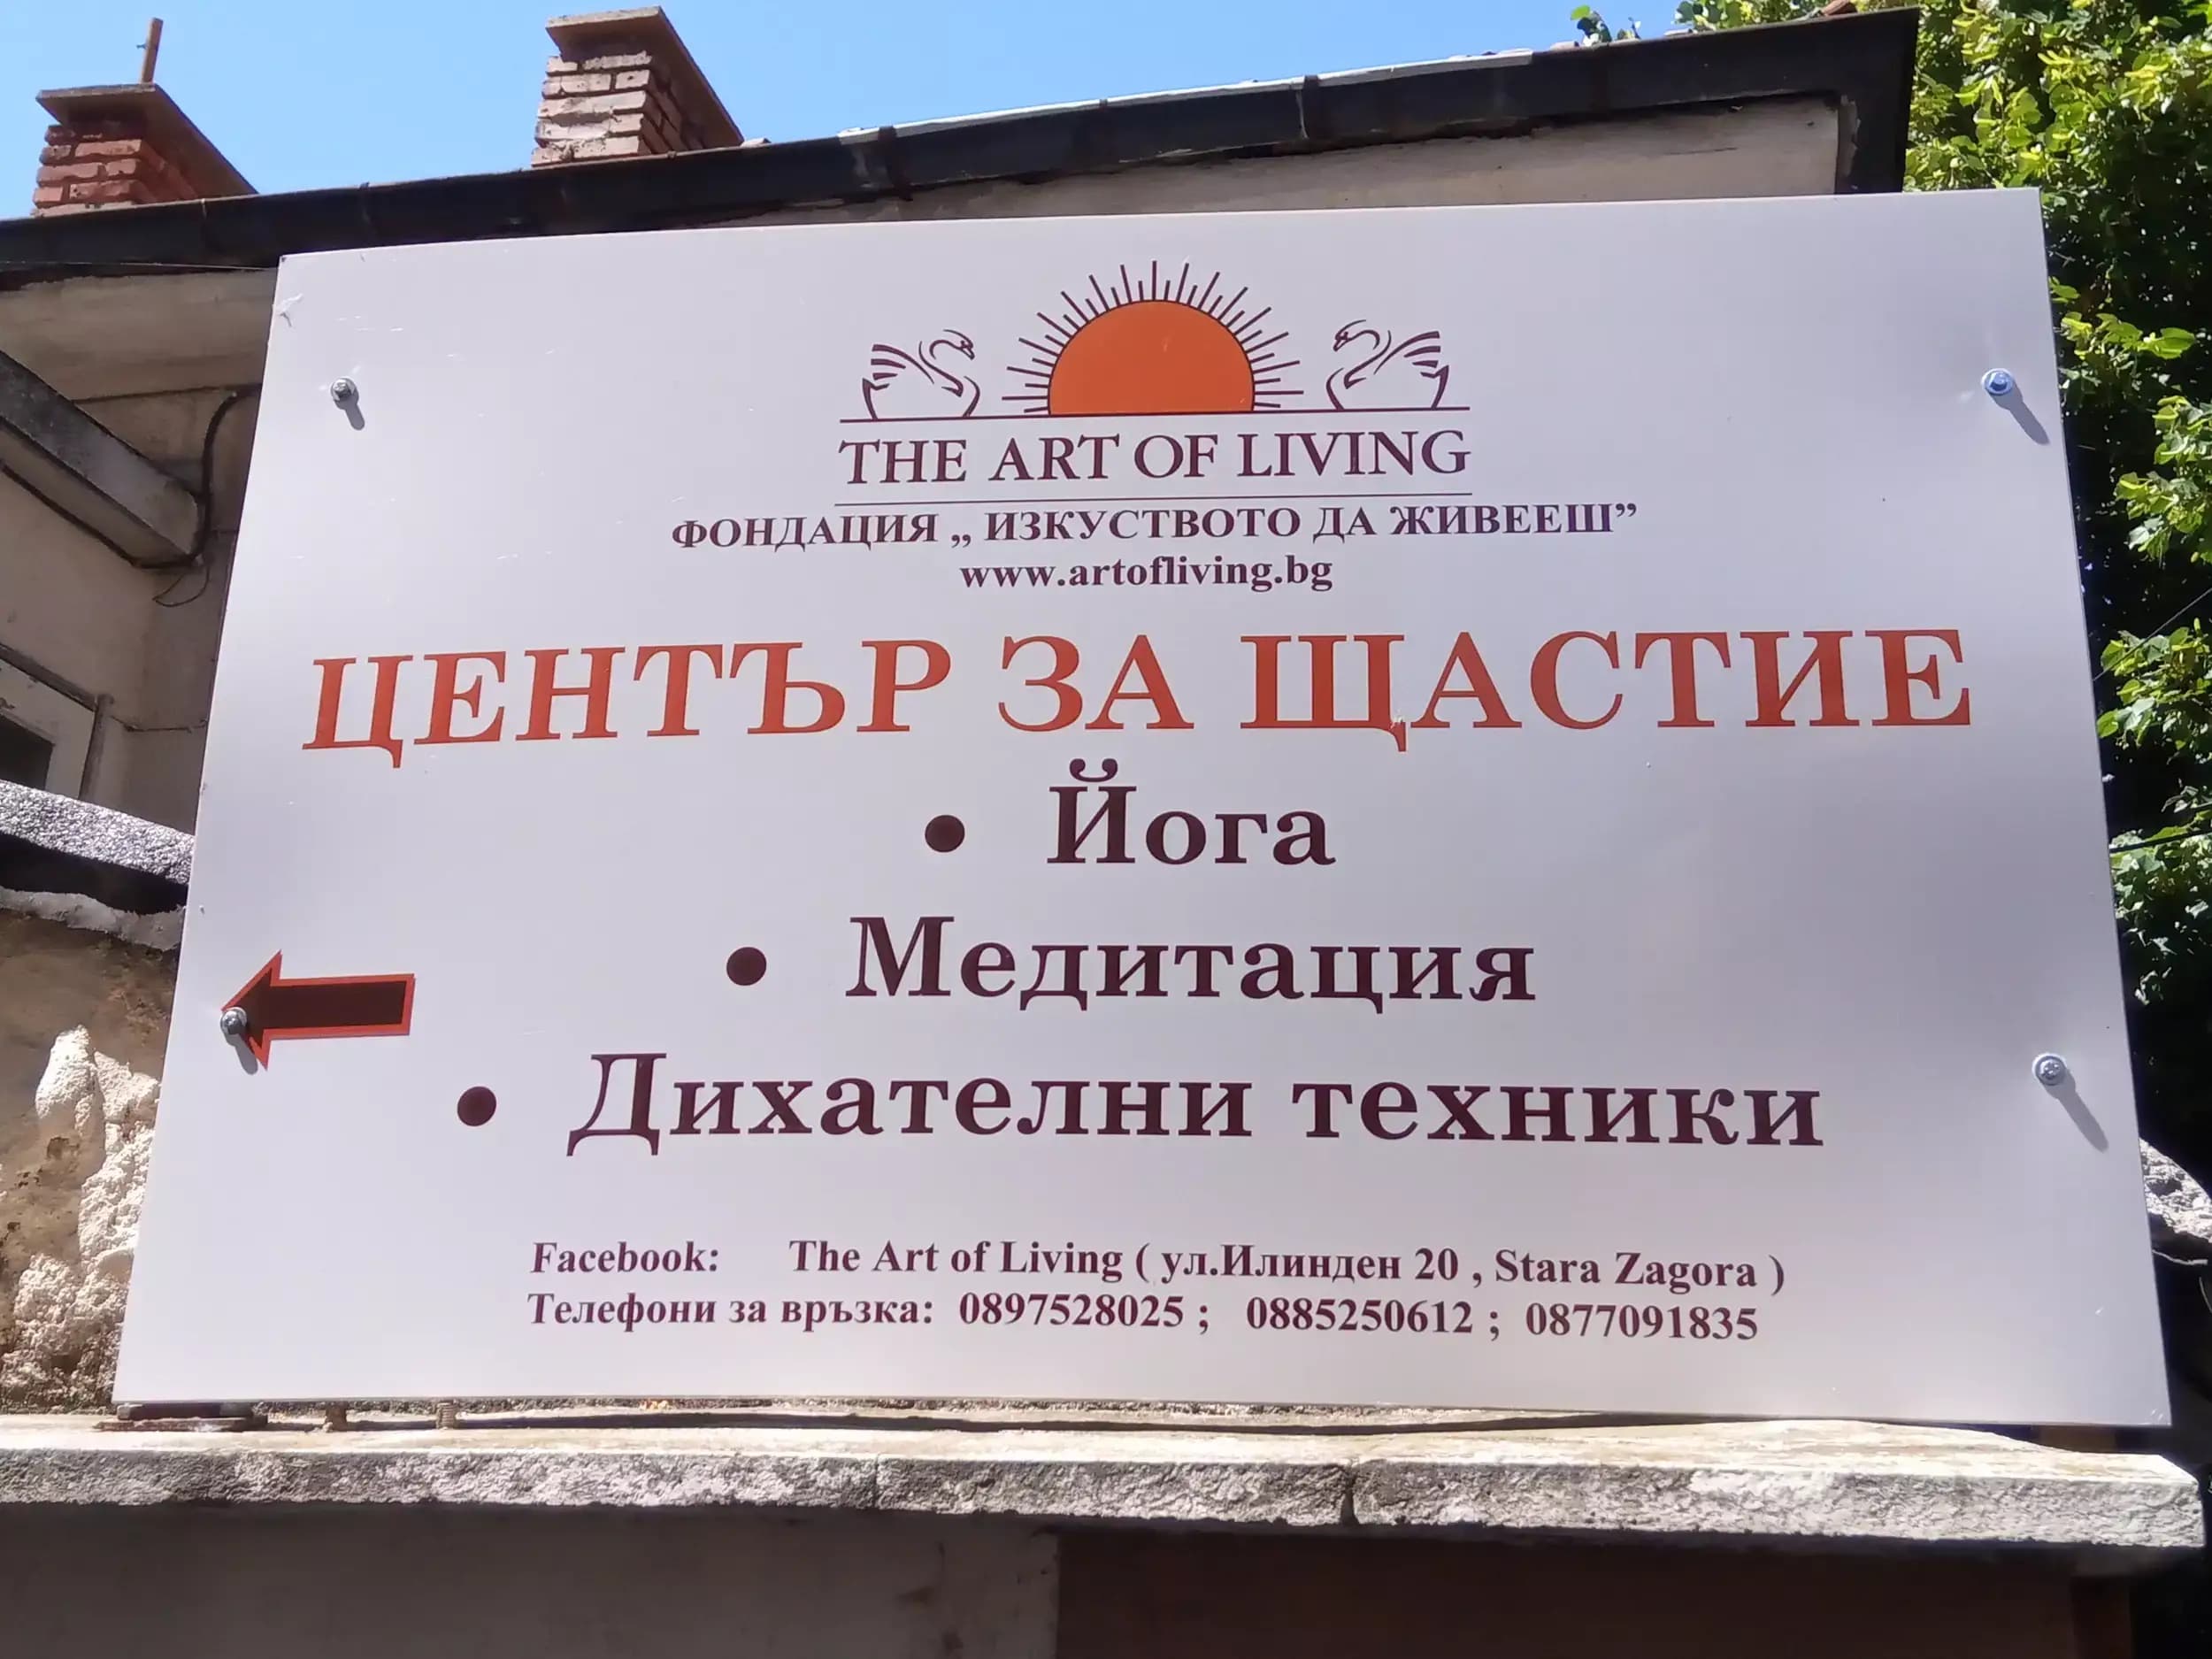 THE ART OF LIVING
ФОНДАЦИЯ „ ИЗКУСТВОТО ДА ЖИВЕЕШ”
www.artofliving.bg
ЦЕНТЪР ЗА ЩАСТИЕ
• Йога
• Медитация
• Дихателни техники
Facebook: The Art of Living ( ул.Илинден 20 , Stara Zagora )
Телефони за връзка: 0897528025 ; 0885250612 ; 0877091835